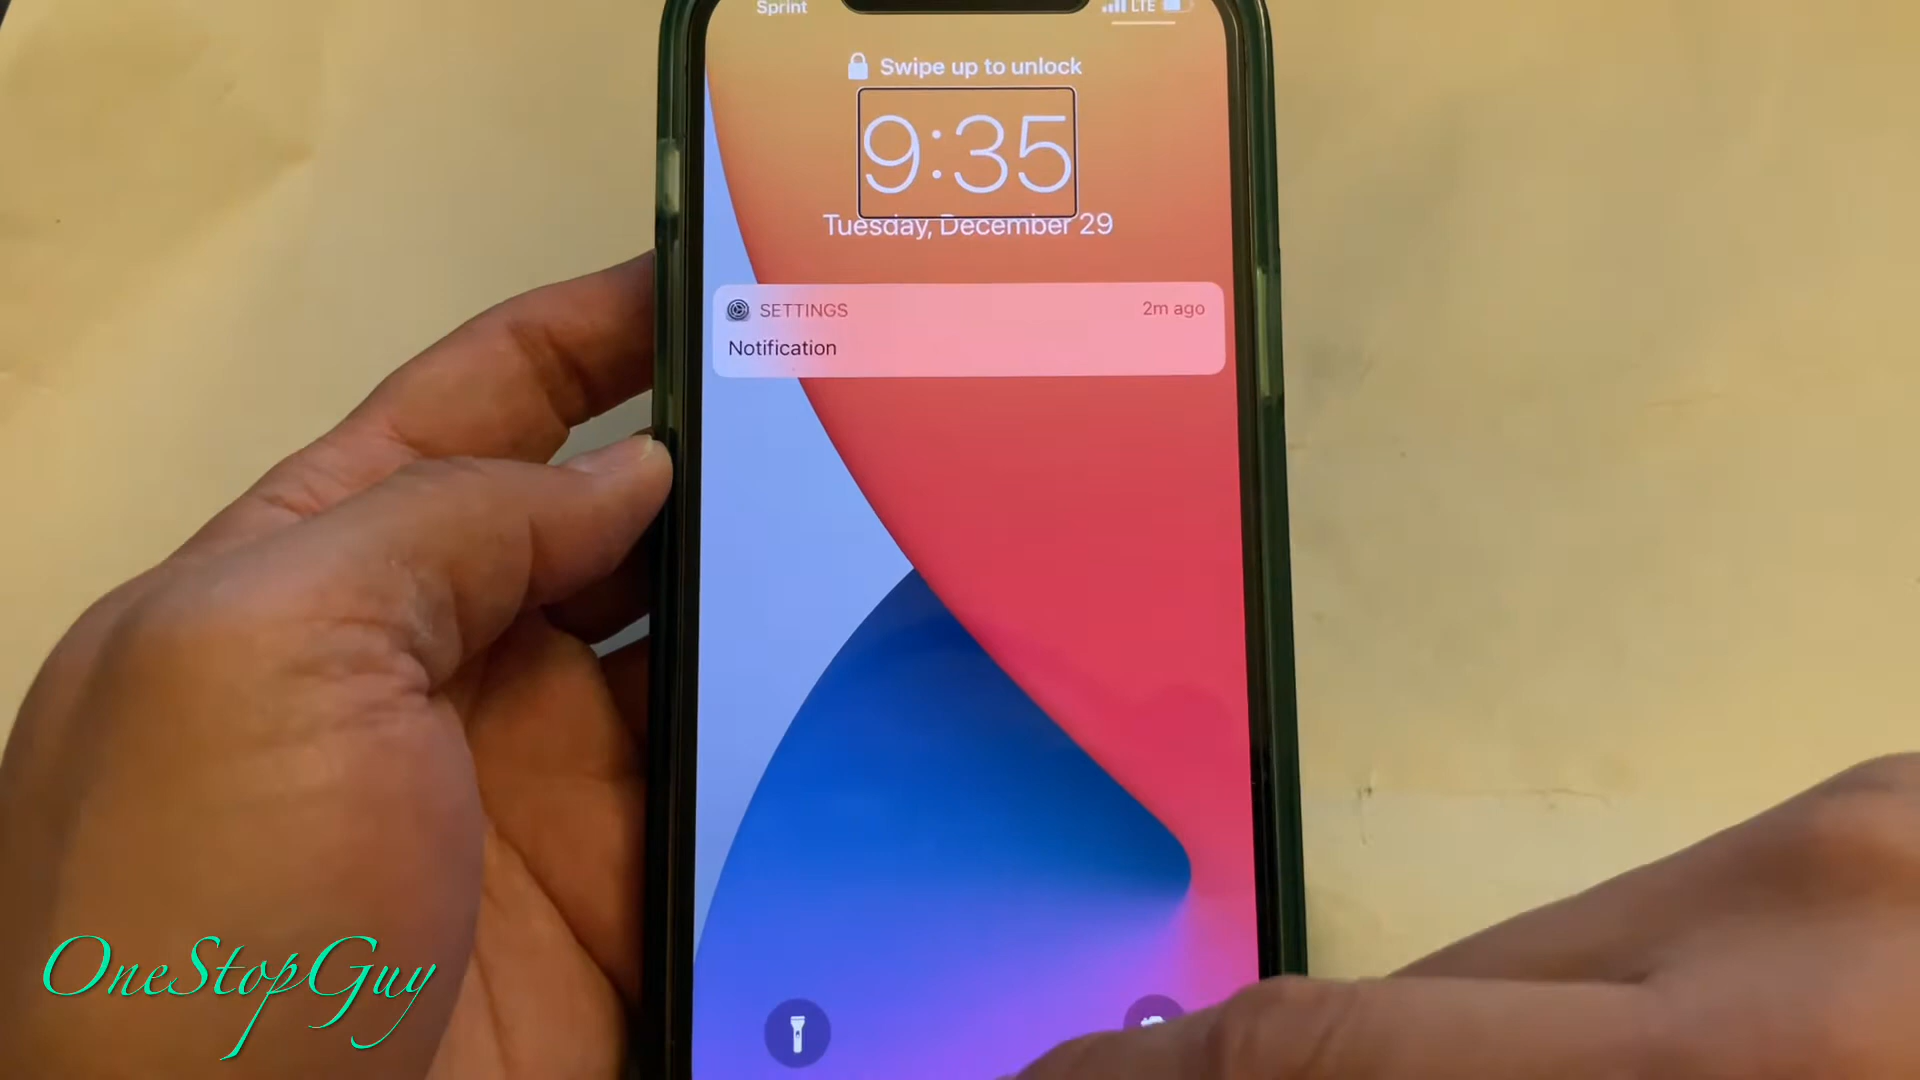 Sprint LTE
Swipe up to unlock
9:35
Tuesday, December 29
SETTINGS 2m ago
Notification
OneStopGuy